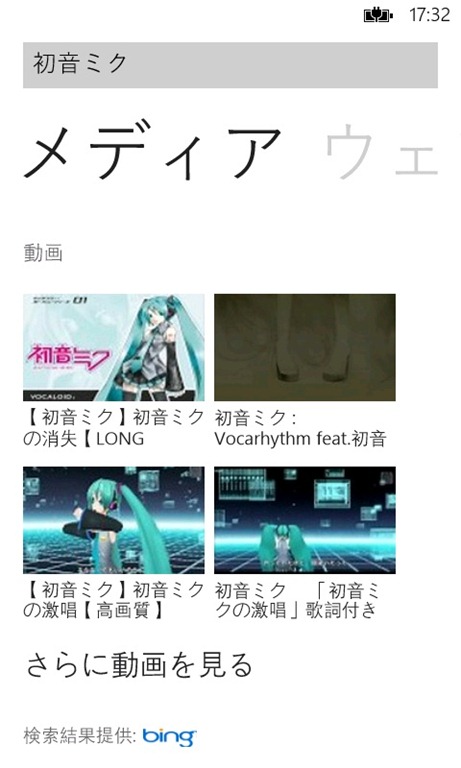 17:32
初音ミク
メディア ウェ
動画
01
初音ミク
VOCALOID2
【初音ミク】初音ミク
の消失【LONG
初音ミク:
Vocarhythm feat.初音
【初音ミク】初音ミク
の激唱【高画質】
初音ミク 「初音ミ
クの激唱」歌詞付き
さらに動画を見る
検索結果提供: bing